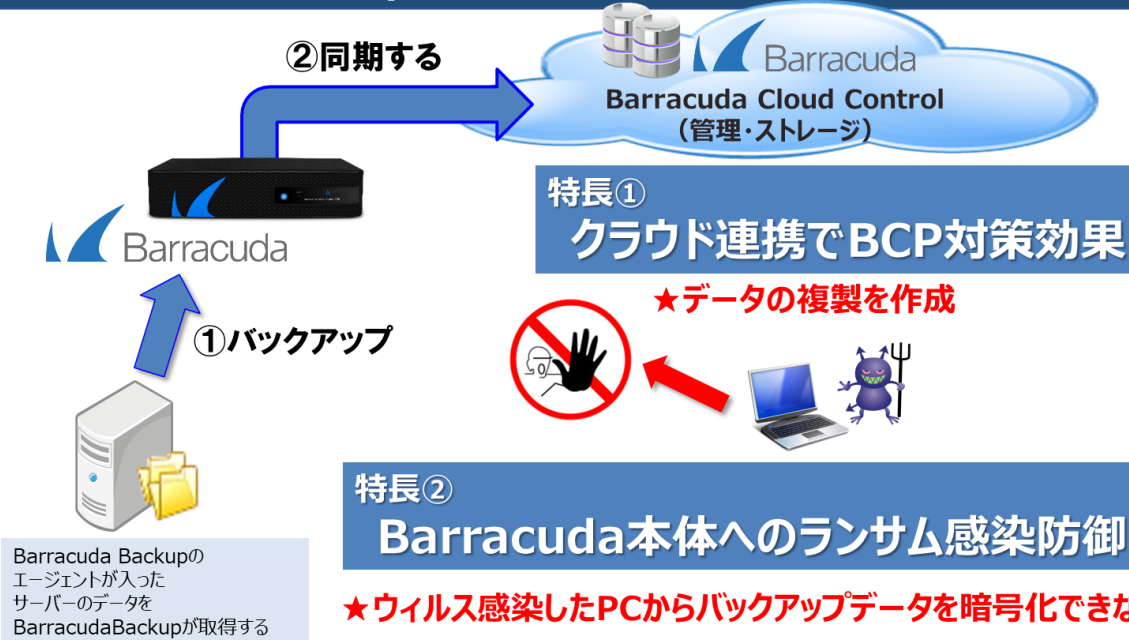 ②同期する
Barracuda
Barracuda Cloud Control
（管理・ストレージ）
Barracuda
特長①
クラウド連携でBCP対策効果
★データの複製を作成
①バックアップ
特長②
Barracuda本体へのランサム感染防御
★ウィルス感染したPCからバックアップデータを暗号化できな
Barracuda Backupの
エージェントが入った
サーバーのデータを
BarracudaBackupが取得する